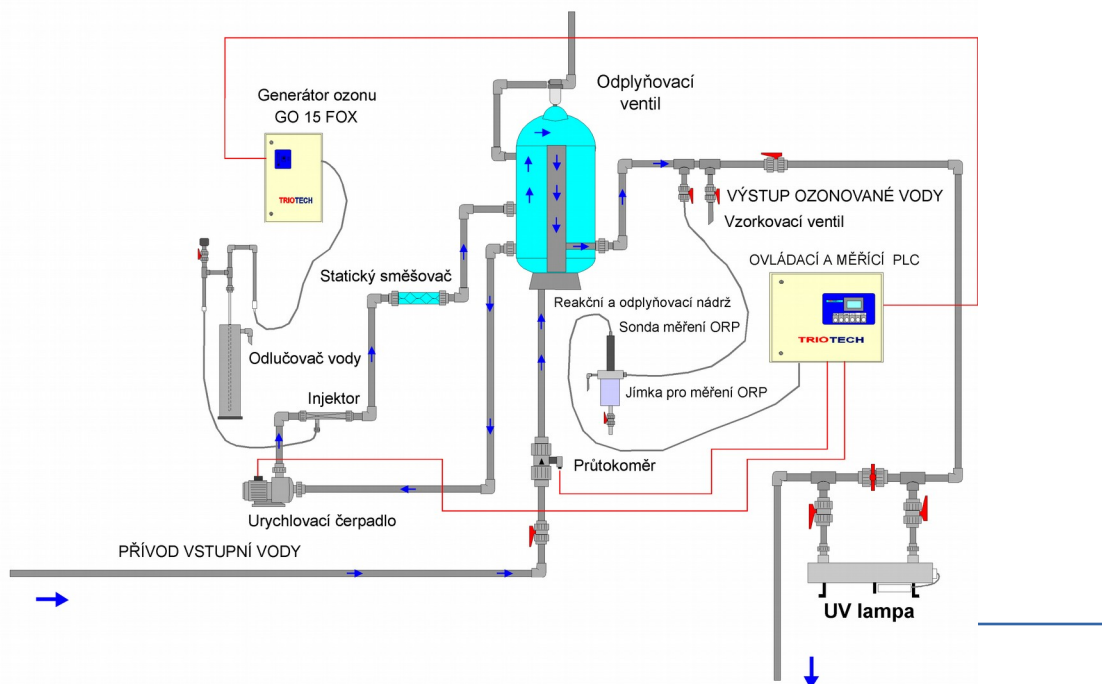 Odplyňovací
ventil
Generátor ozonu
GO 15 FOX
TRIOTECH
VÝSTUP OZONOVANÉ VODY
Vzorkovací ventil
Statický směšovač
OVLÁDACÍ A MĚŘÍCÍ PLC
Reakční a odplyňovací nádrž
Sonda měření ORP
TRIOTECH
Odlučovač vody
Jímka pro měření ORP
Injektor
Průtokoměr
Urychlovací čerpadlo
PŘÍVOD VSTUPNÍ VODY
UV lampa